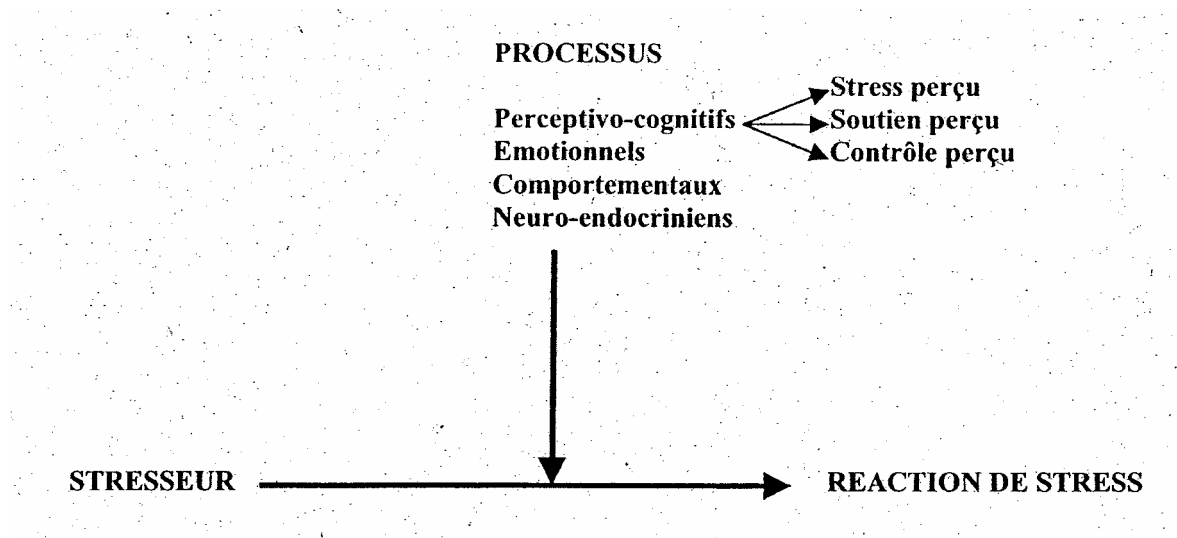 PROCESSUS
Stress perçu
Perceptivo-cognitifs
Soutien perçu
Emotionnels
Contrôle perçu
Comportementaux
Neuro-endocriniens
STRESSEUR
REACTION DE STRESS